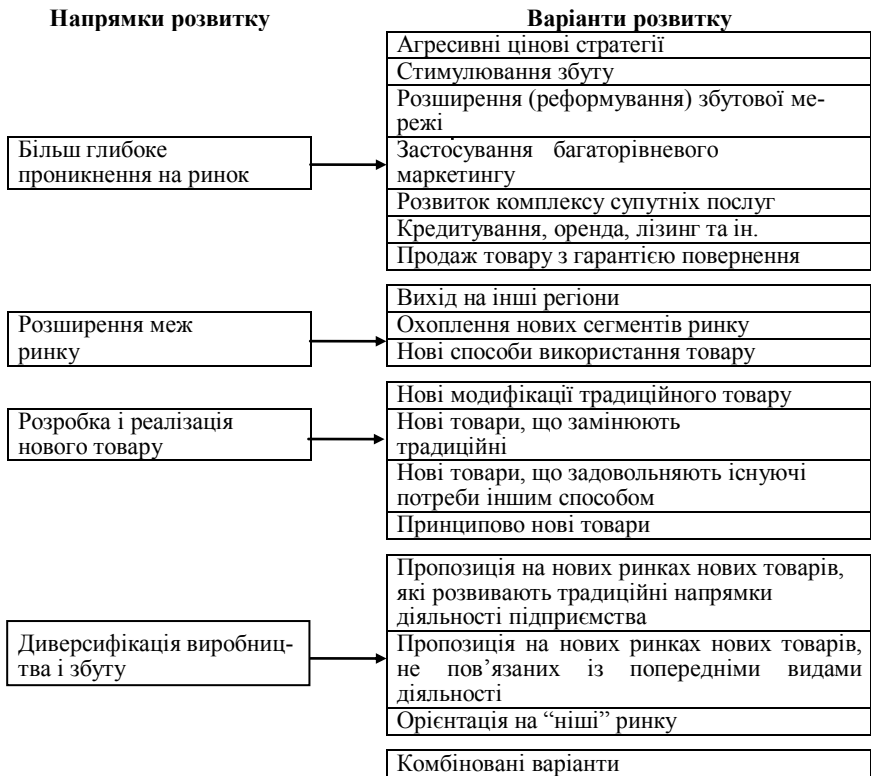 Напрямки розвитку
Варіанти розвитку
Більш глибоке
проникнення на ринок
Агресивні цінові стратегії
Стимулювання збуту
Розширення (реформування) збутової ме-
режі
Застосування багаторівневого
маркетингу
Розвиток комплексу супутніх послуг
Кредитування, оренда, лізинг та ін.
Продаж товару з гарантією повернення
Розширення меж
ринку
Вихід на інші регіони
Охоплення нових сегментів ринку
Нові способи використання товару
Розробка і реалізація
нового товару
Нові модифікації традиційного товару
Нові товари, що замінюють
традиційні
Нові товари, що задовольняють існуючі
потреби іншим способом
Принципово нові товари
Диверсифікація виробниц-
тва і збуту
Пропозиція на нових ринках нових товарів,
які розвивають традиційні напрямки
діяльності підприємства
Пропозиція на нових ринках нових товарів,
не пов’язаних із попередніми видами
діяльності
Орієнтація на “ніші” ринку
Комбіновані варіанти